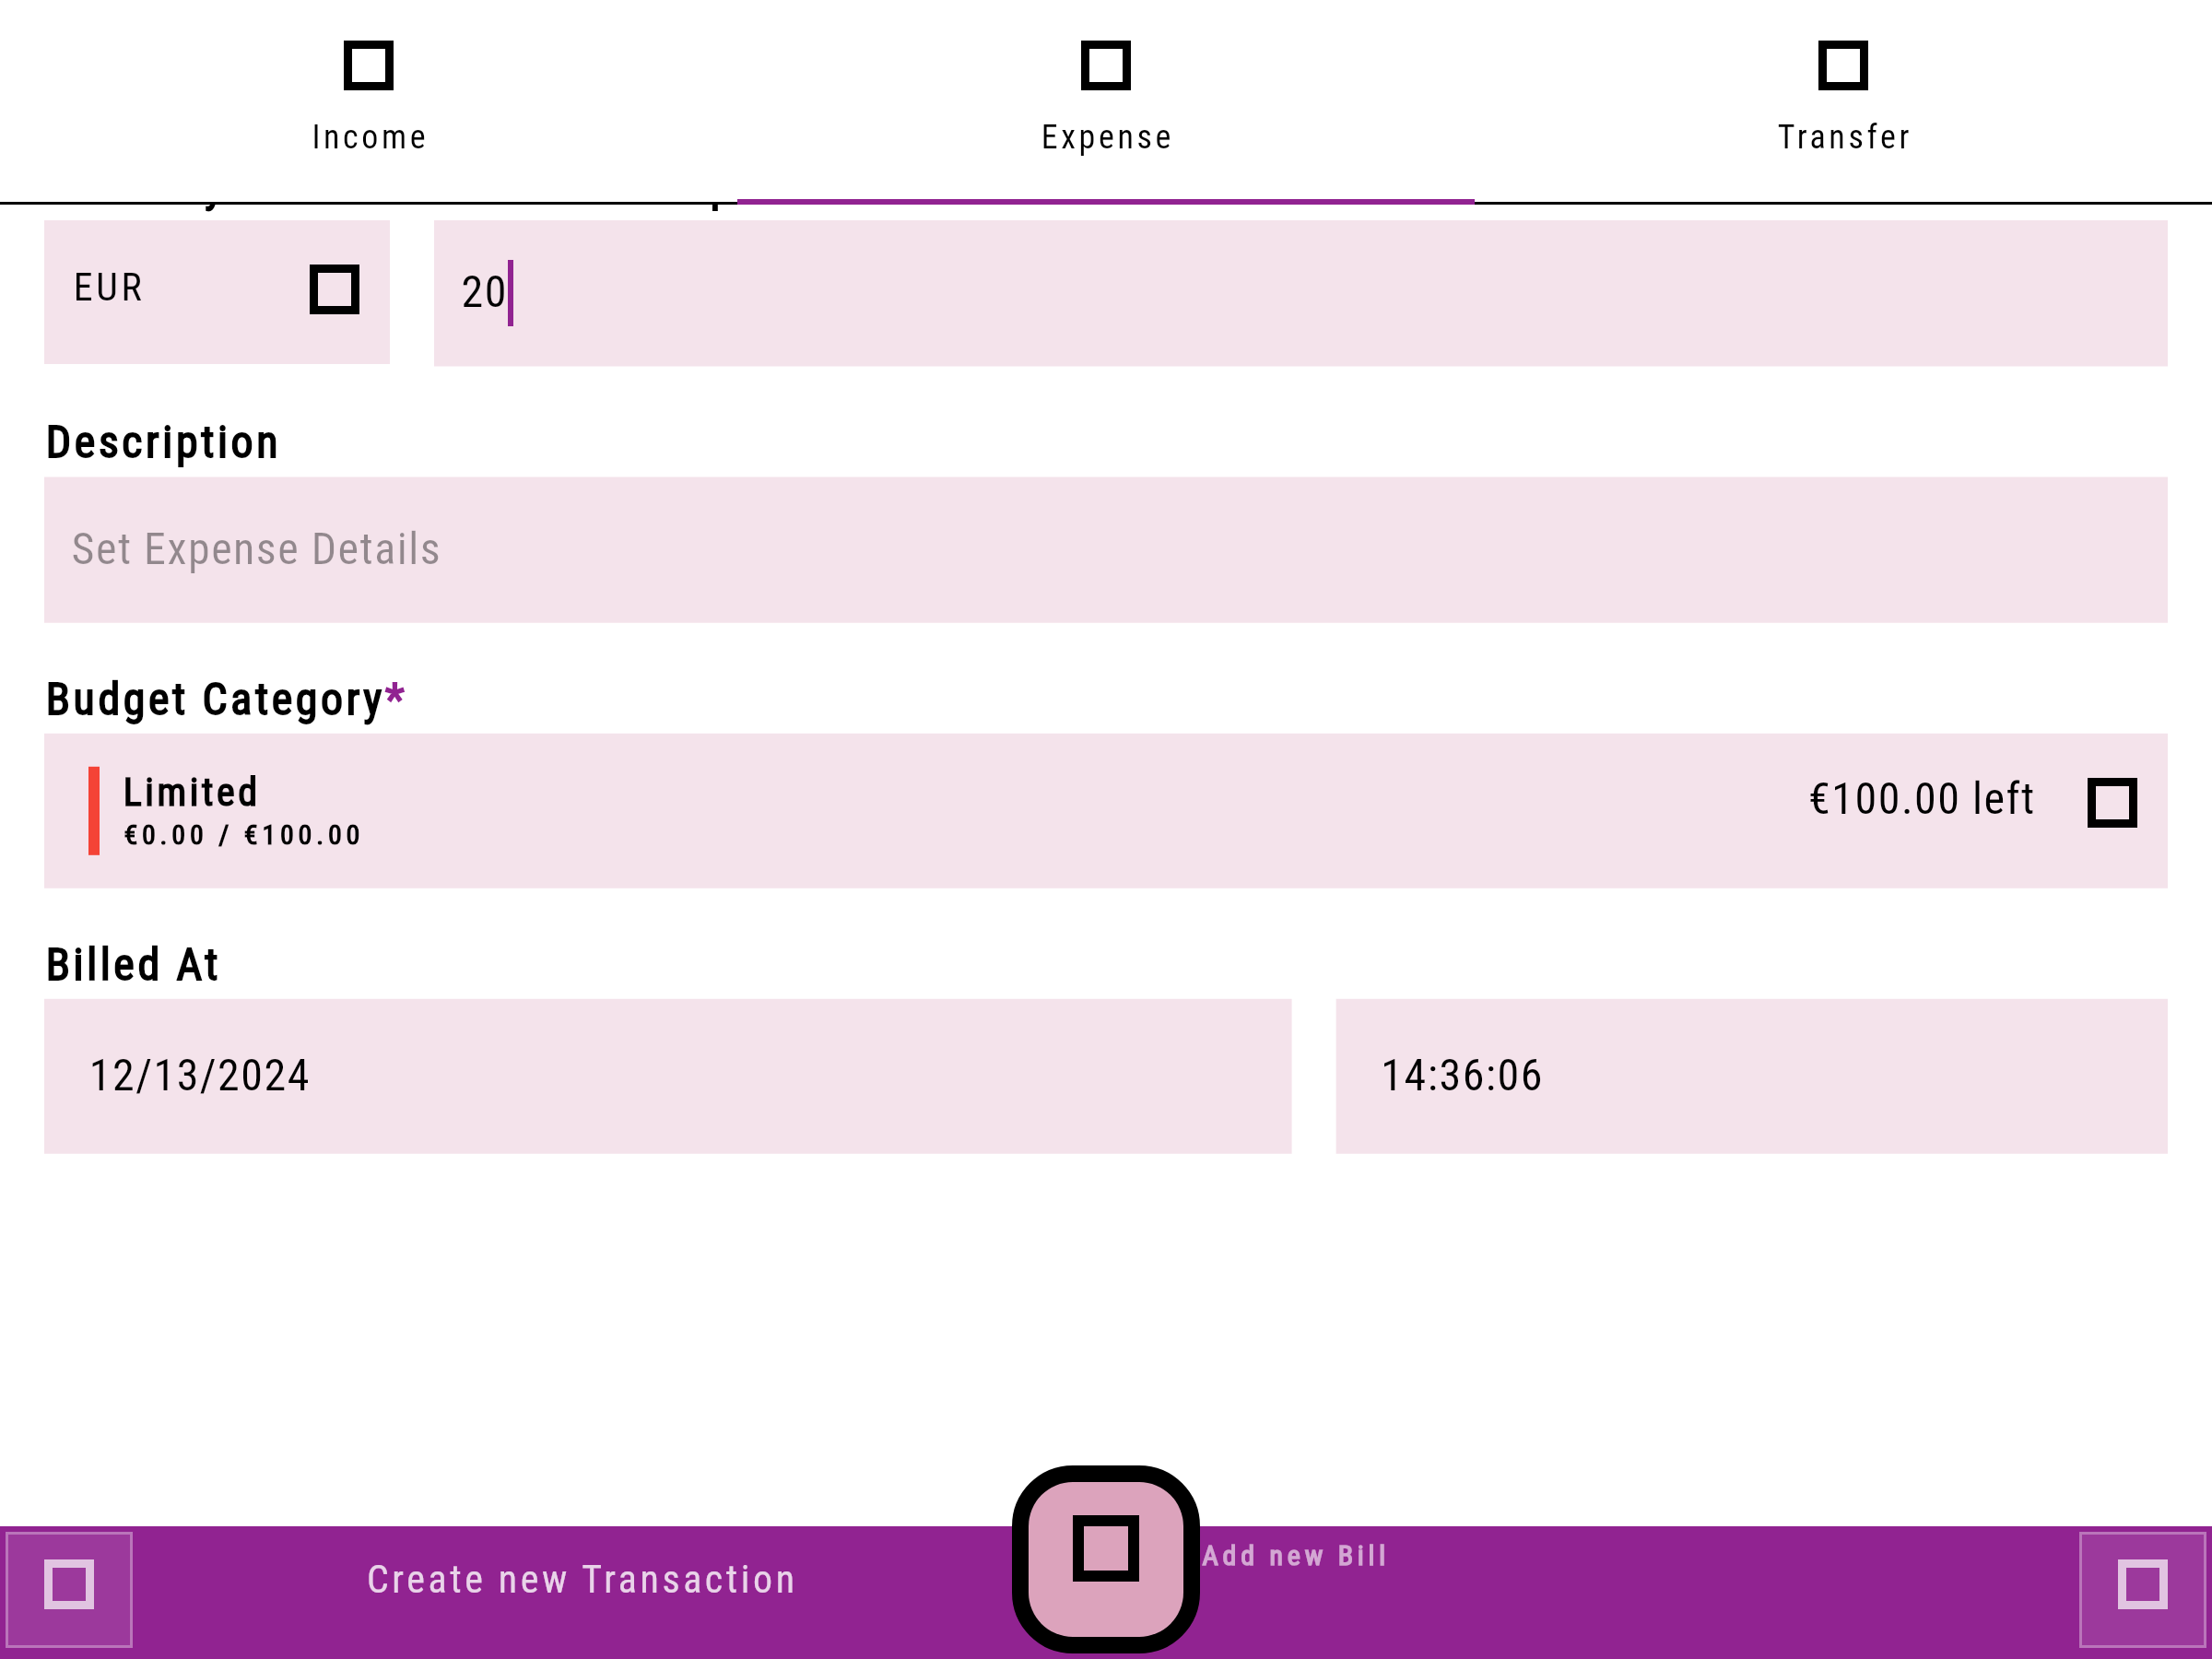 Income
Expense
Transfer
EUR
20
Description
Set Expense Details
Budget Category*
Limited
€0.00 / €100.00
€100.00 left
Billed At
12/13/2024
14:36:06
Create new Transaction
Add new Bill